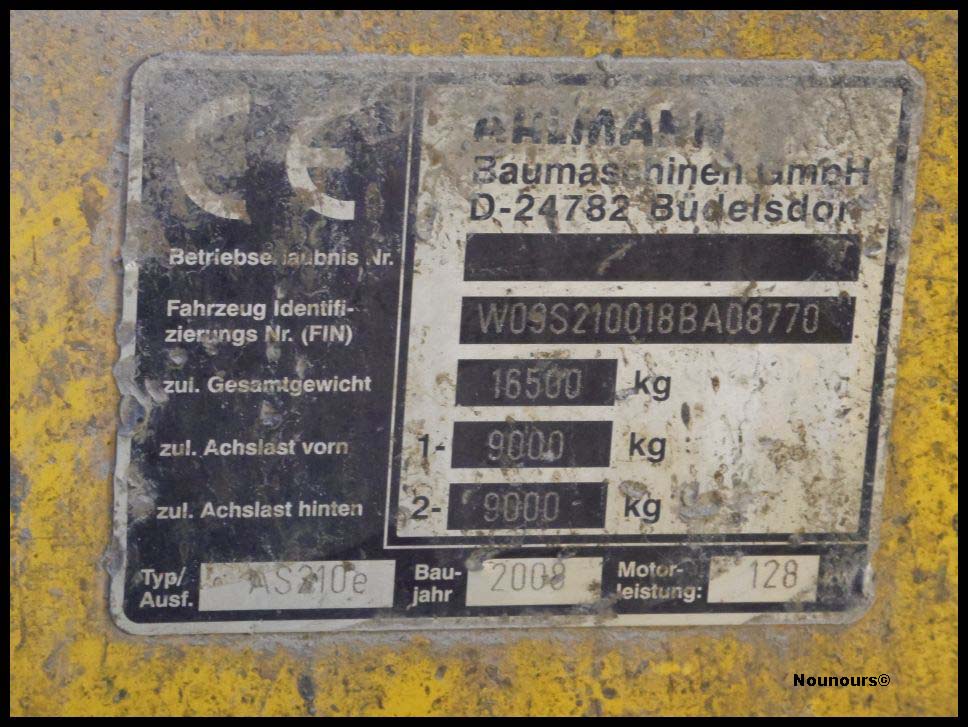 CE
AHLMANN
Baumaschinen GmbH
D-24782 Büdelsdorf
Betriebserlaubnis Nr.
Fahrzeug Identifi-
zierungs Nr. (FIN) W09S210018BA08770
zul. Gesamtgewicht 16500 kg
zul. Achslast vorn 1- 9000 kg
zul. Achslast hinten 2- 9000 kg
Typ/
Ausf. AS210e
Bau-
jahr 2008
Motor-
leistung: 128 kW
Nounours©